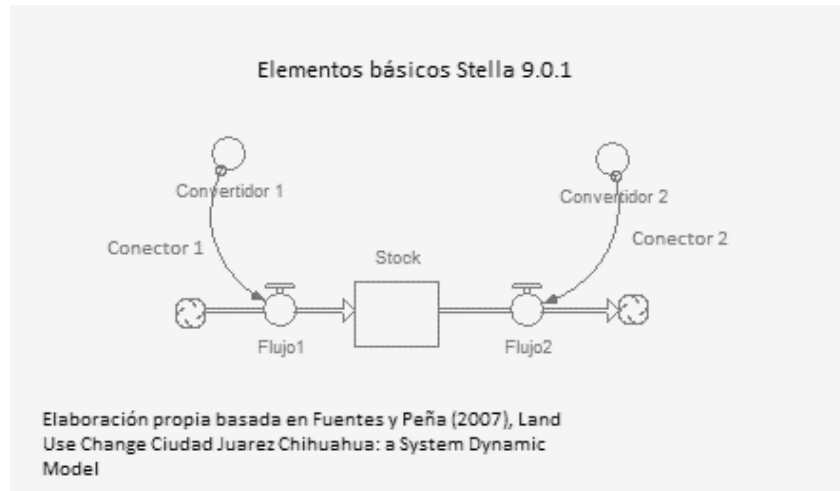 Elementos básicos Stella 9.0.1
Convertidor 1
Convertidor 2
Conector 1
Conector 2
Stock
Flujo1
Flujo2
Elaboración propia basada en Fuentes y Peña (2007), Land
Use Change Ciudad Juarez Chihuahua: a System Dynamic
Model